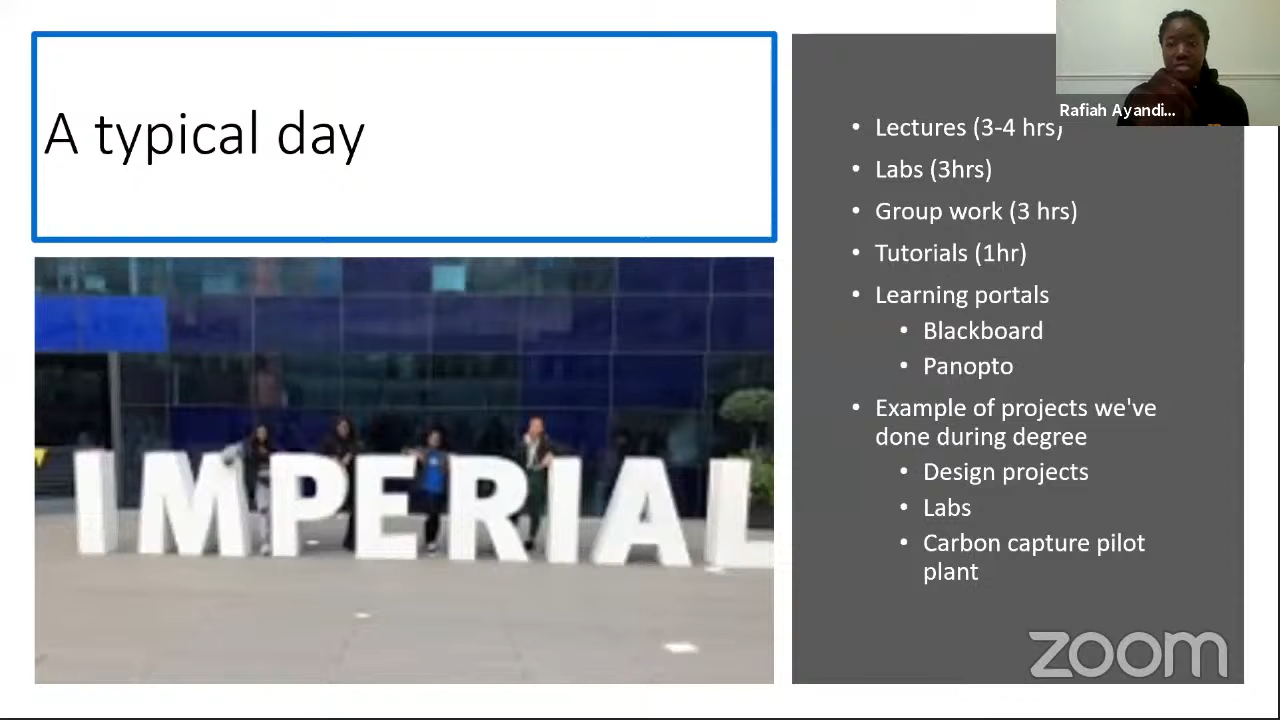 A typical day
Rafiah Ayandi...
Lectures (3-4 hrs)
Labs (3hrs)
Group work (3 hrs)
Tutorials (1hr)
Learning portals
Blackboard
Panopto
Example of projects we've
done during degree
Design projects
Labs
Carbon capture pilot
plant
IMPERIAL
zoom